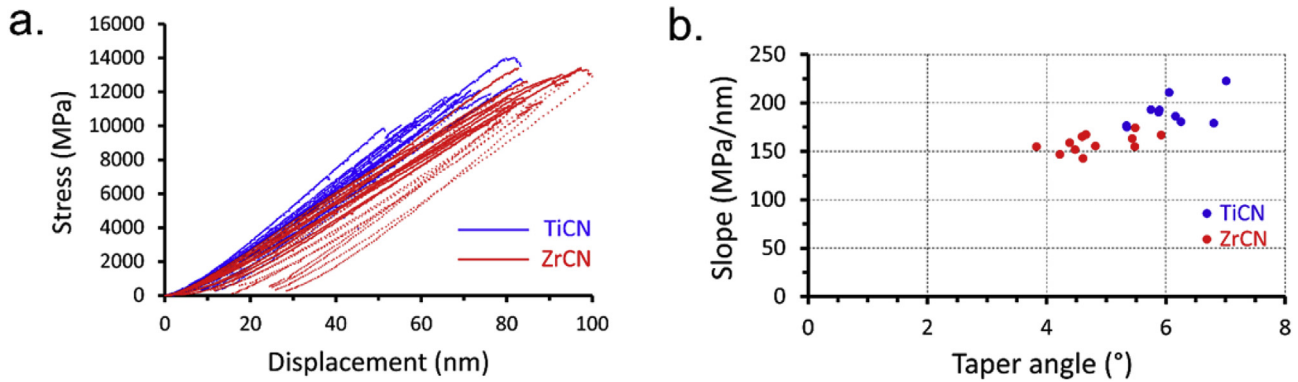 a.
16000
14000
12000
10000
8000
6000
4000
2000
0
Stress (MPa)
TiCN
ZrCN
0 20 40 60 80 100
Displacement (nm)
b.
250
200
150
100
50
0
Slope (MPa/nm)
TiCN
ZrCN
0 2 4 6 8
Taper angle (°)